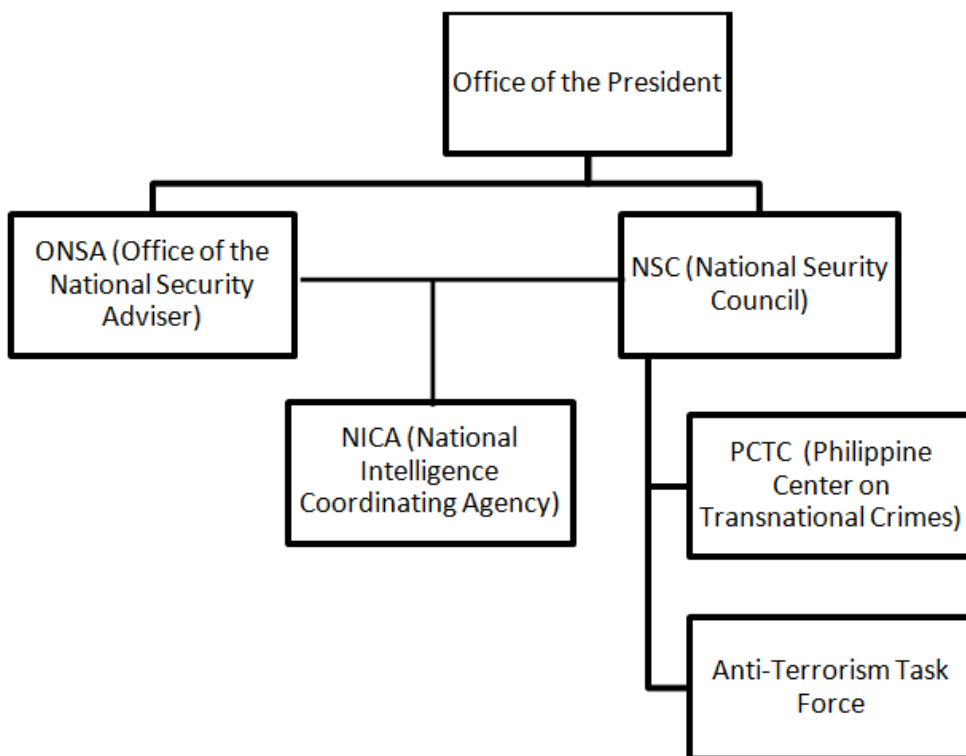 Office of the President
ONSA (Office of the
National Security
Adviser)
NSC (National Seurity
Council)
NICA (National
Intelligence
Coordinating Agency)
PCTC  (Philippine
Center on
Transnational Crimes)
Anti-Terrorism Task
Force